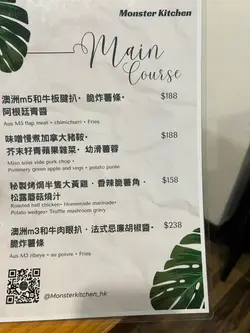 Monster Kitchen
Main
Course
澳洲m5和牛板腱扒· 脆炸薯條· $188
阿根廷青醬
Aus M5 flap meat • chimichurri • Fries
味噌慢煮加拿大豬鞍· $188
芥末籽青蘋果雜菜· 幼滑薯蓉
Miso sous vide pork chop •
Pommery green apple and vegs • potato purée
秘製烤焗半隻大黃雞· 香辣脆薯角· $158
松露蘑菇燒汁
Roasted half chicken• Homemade marinade•
Potato wedges• Truffle mushroom gravy
澳洲m3和牛肉眼扒· 法式忌廉胡椒醬· $238
脆炸薯條
Aus M3 ribeye • au poivre • Fries
@Monsterkitchen_hk